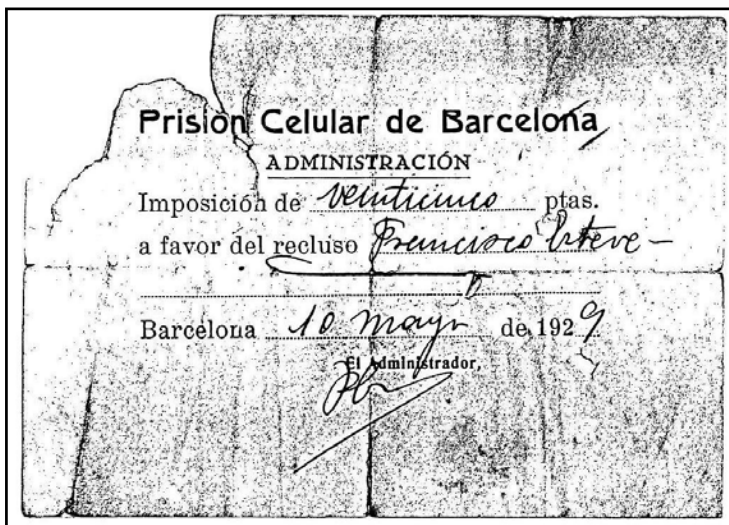 Prisión Celular de Barcelona
ADMINISTRACIÓN
Imposición de veinticinco ptas.
a favor del recluso Francisco Esteve
Barcelona 10 mayo de 1929
El Administrador,